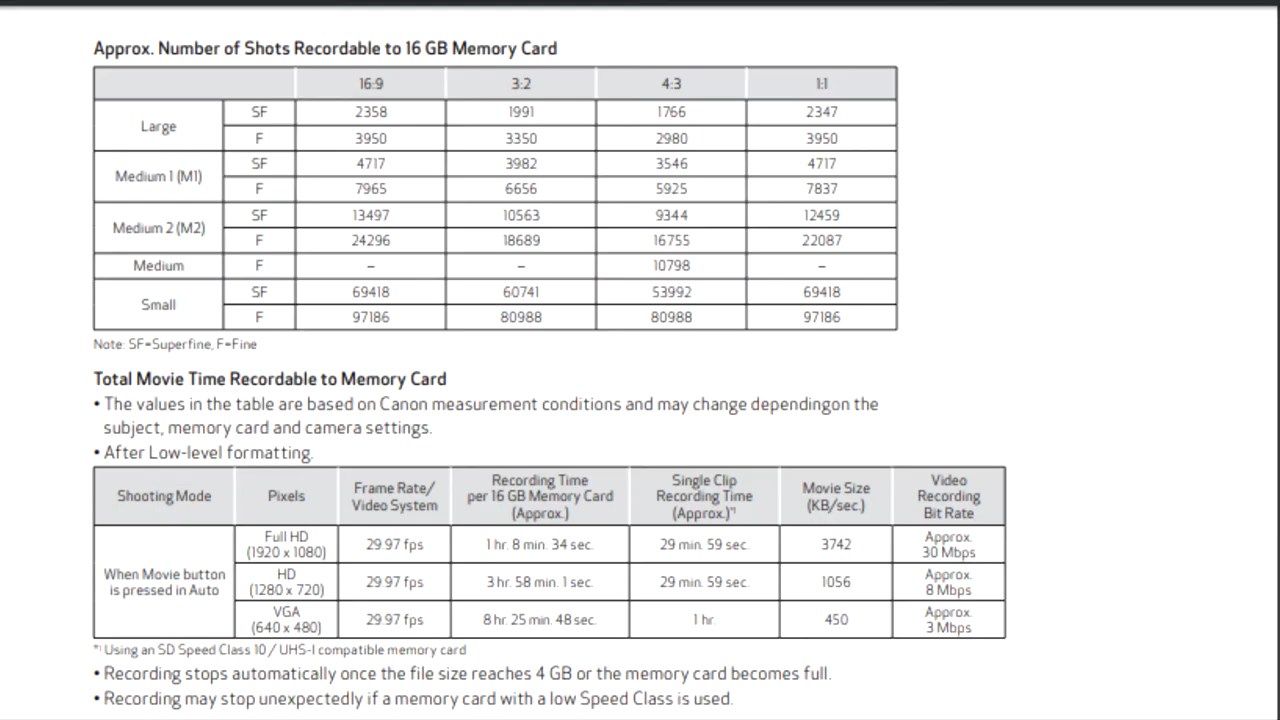 Approx. Number of Shots Recordable to 16 GB Memory Card
16:9 3:2 4:3 1:1
Large SF 2358 1991 1766 2347
F 3950 3350 2980 3950
Medium 1 (M1) SF 4717 3982 3546 4717
F 7965 6656 5925 7837
Medium 2 (M2) SF 13497 10563 9344 12459
F 24296 18689 16755 22087
Medium F – – 10798 –
Small SF 69418 60741 53992 69418
F 97186 80988 80988 97186
Note: SF=Superfine, F=Fine
Total Movie Time Recordable to Memory Card
• The values in the table are based on Canon measurement conditions and may change dependingon the
subject, memory card and camera settings.
• After Low-level formatting.
Shooting Mode Pixels Frame Rate/ Video System Recording Time per 16 GB Memory Card (Approx.) Single Clip Recording Time (Approx.)*¹ Movie Size (KB/sec.) Video Recording Bit Rate
When Movie button is pressed in Auto Full HD (1920 x 1080) 29.97 fps 1 hr. 8 min. 34 sec. 29 min. 59 sec. 3742 Approx. 30 Mbps
HD (1280 x 720) 29.97 fps 3 hr. 58 min. 1 sec. 29 min. 59 sec. 1056 Approx. 8 Mbps
VGA (640 x 480) 29.97 fps 8 hr. 25 min. 48 sec. 1 hr. 450 Approx. 3 Mbps
*¹ Using an SD Speed Class 10 / UHS-I compatible memory card
• Recording stops automatically once the file size reaches 4 GB or the memory card becomes full.
• Recording may stop unexpectedly if a memory card with a low Speed Class is used.